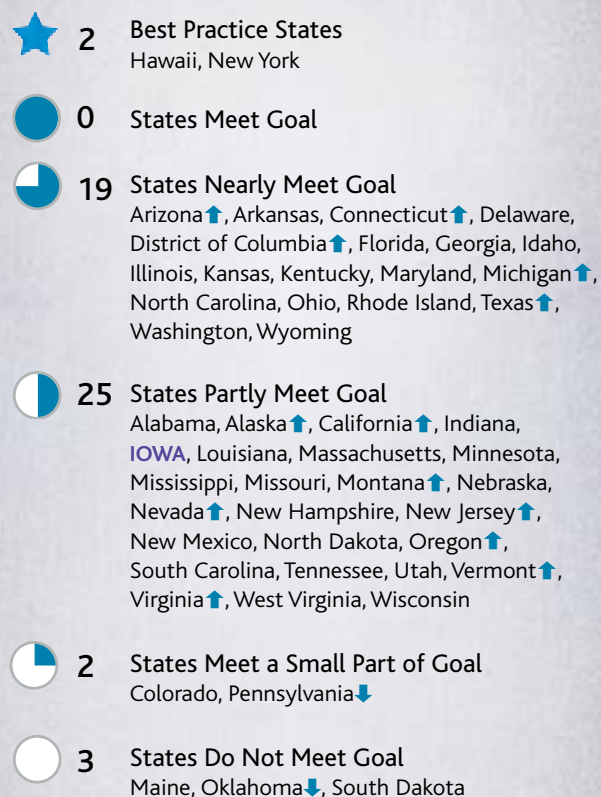 2 Best Practice States
Hawaii, New York
0 States Meet Goal
19 States Nearly Meet Goal
Arizona⬆, Arkansas, Connecticut⬆, Delaware,
District of Columbia⬆, Florida, Georgia, Idaho,
Illinois, Kansas, Kentucky, Maryland, Michigan⬆,
North Carolina, Ohio, Rhode Island, Texas⬆,
Washington, Wyoming
25 States Partly Meet Goal
Alabama, Alaska⬆, California⬆, Indiana,
IOWA, Louisiana, Massachusetts, Minnesota,
Mississippi, Missouri, Montana⬆, Nebraska,
Nevada⬆, New Hampshire, New Jersey⬆,
New Mexico, North Dakota, Oregon⬆,
South Carolina, Tennessee, Utah, Vermont⬆,
Virginia⬆, West Virginia, Wisconsin
2 States Meet a Small Part of Goal
Colorado, Pennsylvania⬇
3 States Do Not Meet Goal
Maine, Oklahoma⬇, South Dakota